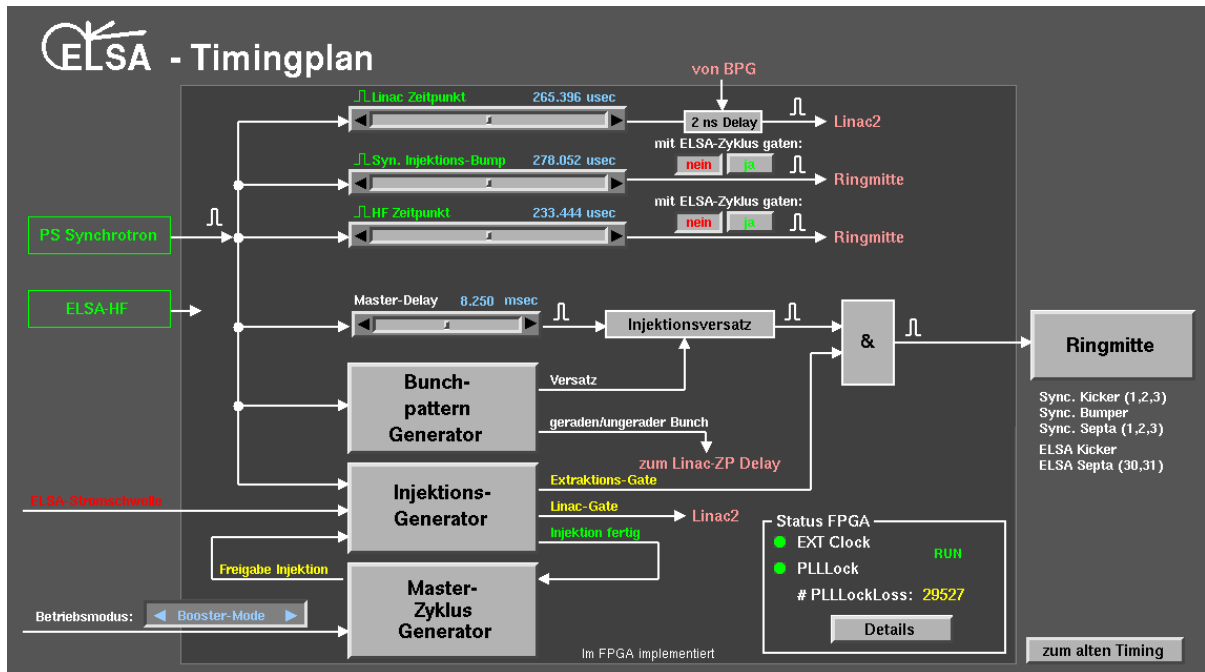 ELSA - Timingplan
von BPG
Linac Zeitpunkt 265.396 usec
2 ns Delay
Linac2
mit ELSA-Zyklus gaten:
Syn. Injektions-Bump 278.052 usec
nein ja
Ringmitte
mit ELSA-Zyklus gaten:
HF Zeitpunkt 233.444 usec
nein ja
Ringmitte
PS Synchrotron
ELSA-HF
Master-Delay 8.250 msec
Injektionsversatz
&
Ringmitte
Sync. Kicker (1,2,3)
Sync. Bumper
Sync. Septa (1,2,3)
ELSA Kicker
ELSA Septa (30,31)
Bunch-
pattern
Generator
Versatz
geraden/ungerader Bunch
zum Linac-ZP Delay
ELSA-Stromschwelle
Injektions-
Generator
Extraktions-Gate
Linac-Gate
Linac2
Injektion fertig
Freigabe Injektion
Master-
Zyklus
Generator
Betriebsmodus: Booster-Mode
Status FPGA
EXT Clock
RUN
PLLLock
# PLLLockLoss: 29527
Details
Im FPGA implementiert
zum alten Timing